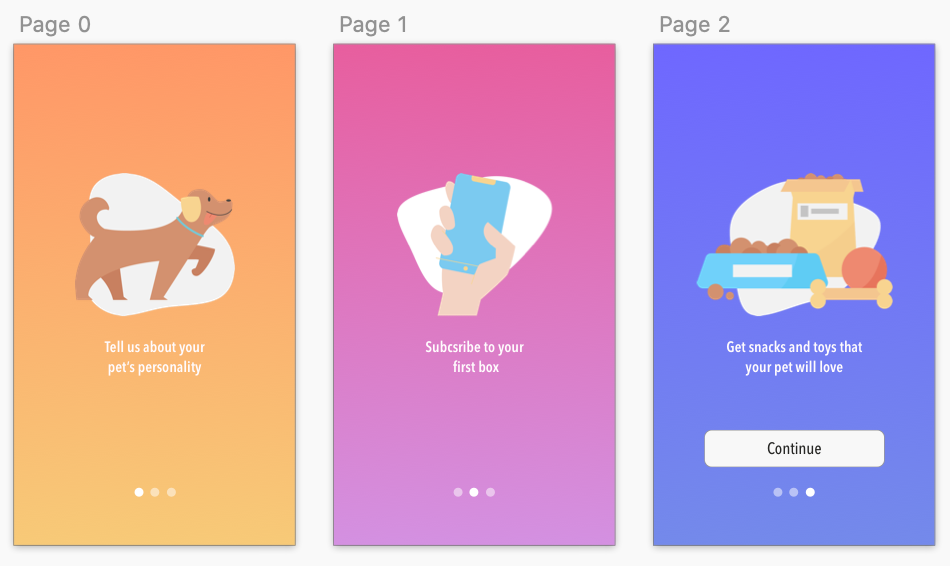 Page 0
Page 1
Page 2
Tell us about your
pet's personality
Subcsribe to your
first box
Get snacks and toys that
your pet will love
Continue